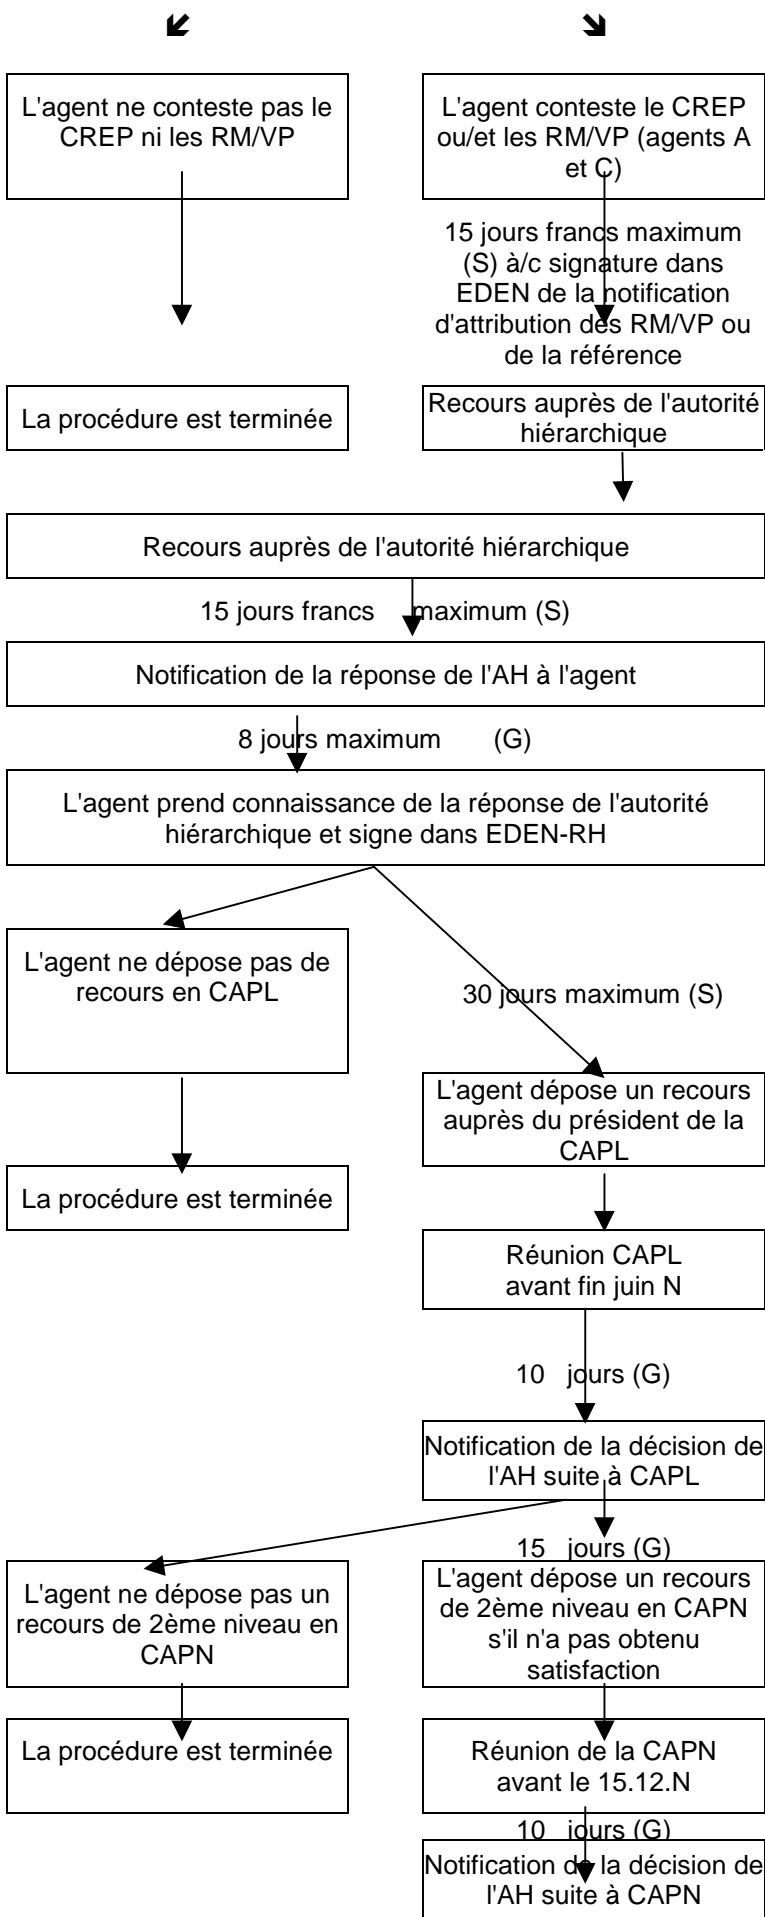 L'agent ne conteste pas le
CREP ni les RM/VP
L'agent conteste le CREP
ou/et les RM/VP (agents A
et C)
15 jours francs maximum
(S) à/c signature dans
EDEN de la notification
d'attribution des RM/VP ou
de la référence
La procédure est terminée
Recours auprès de l'autorité
hiérarchique
Recours auprès de l'autorité hiérarchique
15 jours francs maximum (S)
Notification de la réponse de l'AH à l'agent
8 jours maximum (G)
L'agent prend connaissance de la réponse de l'autorité
hiérarchique et signe dans EDEN-RH
L'agent ne dépose pas de
recours en CAPL
30 jours maximum (S)
L'agent dépose un recours
auprès du président de la
CAPL
La procédure est terminée
Réunion CAPL
avant fin juin N
10 jours (G)
Notification de la décision de
l'AH suite à CAPL
15 jours (G)
L'agent ne dépose pas un
recours de 2ème niveau en
CAPN
L'agent dépose un recours
de 2ème niveau en CAPN
s'il n'a pas obtenu
satisfaction
La procédure est terminée
Réunion de la CAPN
avant le 15.12.N
10 jours (G)
Notification de la décision de
l'AH suite à CAPN